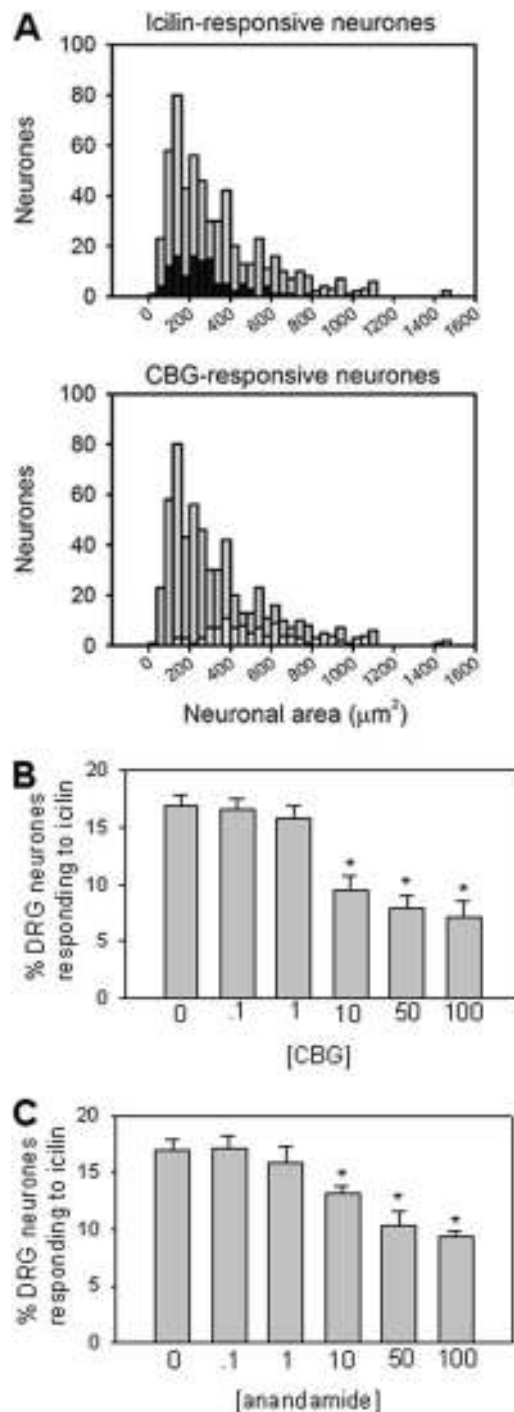 A
Icilin-responsive neurones
100
80
60
40
20
0
Neurones
0 200 400 600 800 1000 1200 1400 1600
CBG-responsive neurones
100
80
60
40
20
0
Neurones
0 200 400 600 800 1000 1200 1400 1600
Neuronal area (µm²)
B
20
15
10
5
0
% DRG neurones
responding to icilin
* * *
0 .1 1 10 50 100
[CBG]
C
20
15
10
5
0
% DRG neurones
responding to icilin
* * *
0 .1 1 10 50 100
[anandamide]